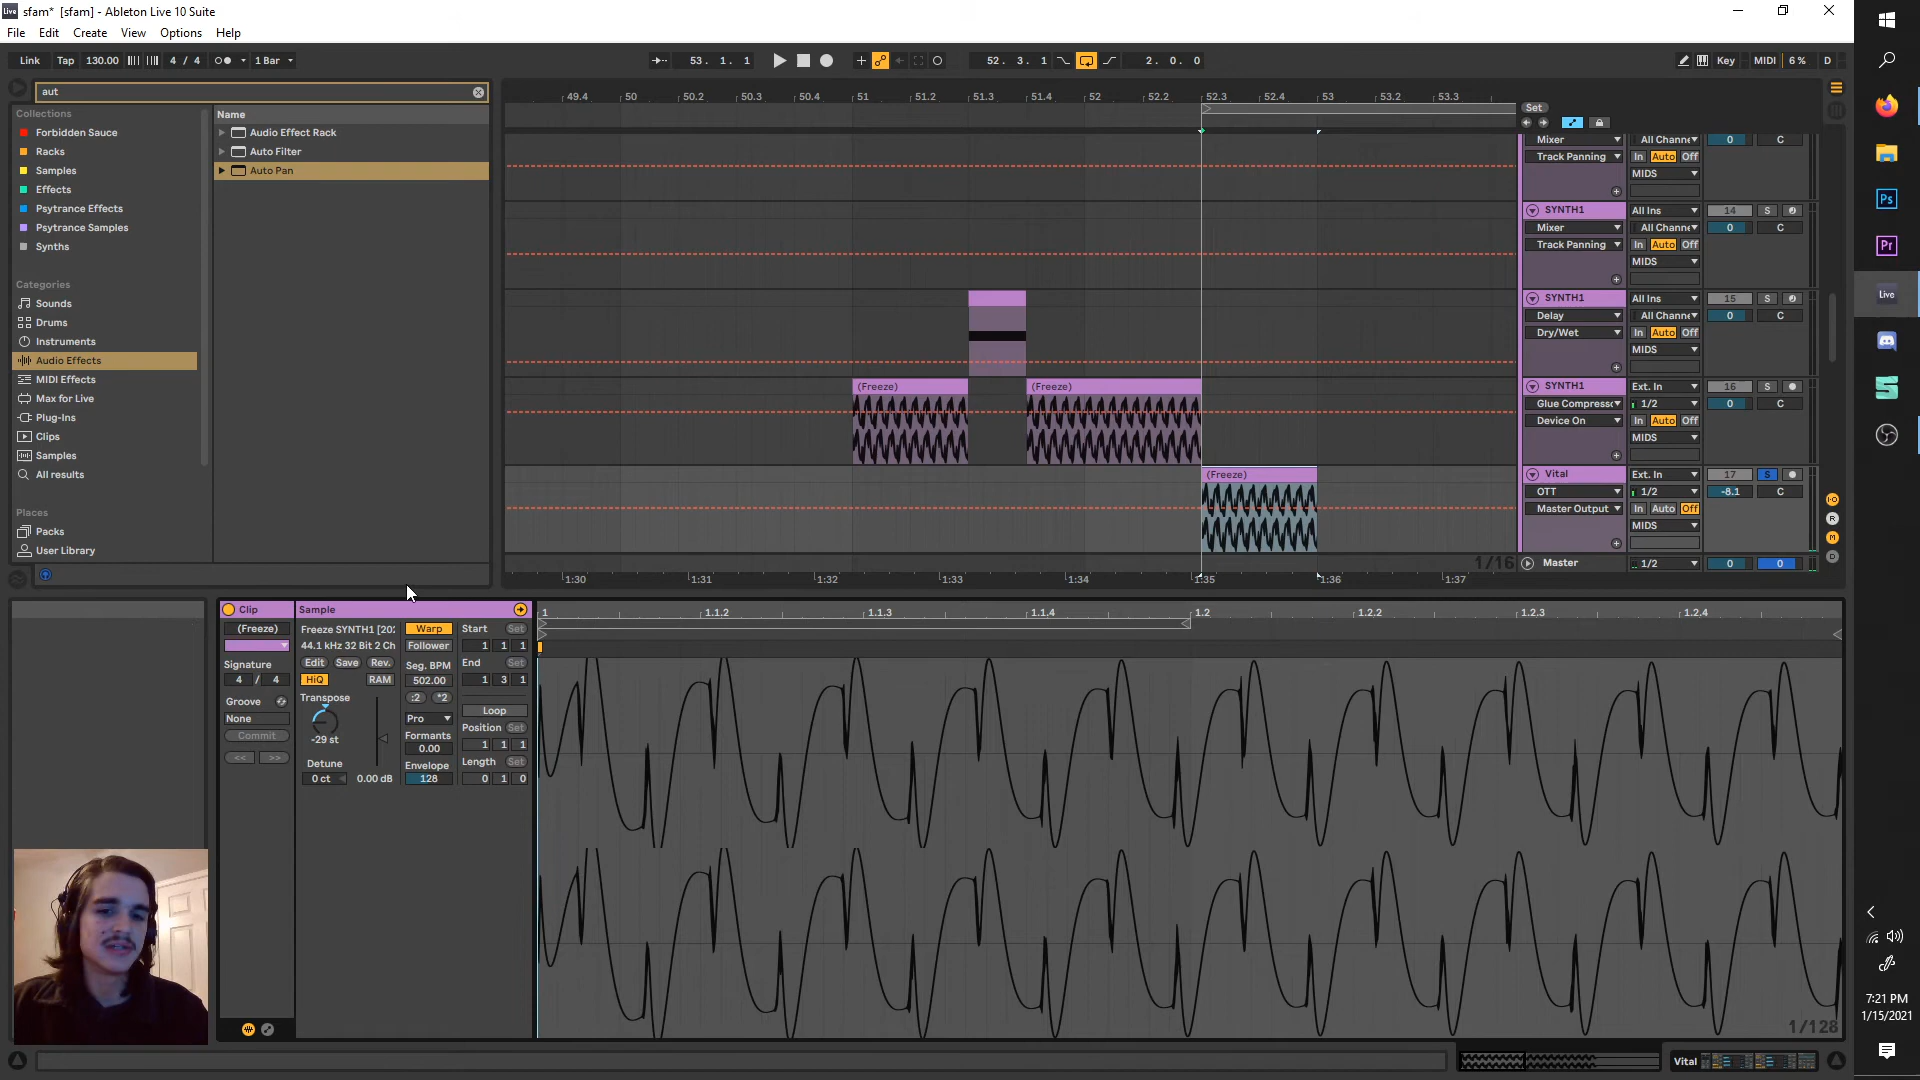 sfam* [sfam] - Ableton Live 10 Suite
File Edit Create View Options Help
Link Tap 130.00 4 / 4 1 Bar 53. 1. 1 52. 3. 1 2. 0. 0 Key MIDI 6 % D
aut
Collections
Forbidden Sauce
Racks
Samples
Effects
Psytrance Effects
Psytrance Samples
Synths
Categories
Sounds
Drums
Instruments
Audio Effects
MIDI Effects
Max for Live
Plug-Ins
Clips
Samples
All results
Places
Packs
User Library
Name
Audio Effect Rack
Auto Filter
Auto Pan
49.4 50 50.2 50.3 50.4 51 51.2 51.3 51.4 52 52.2 52.3 52.4 53 53.2 53.3
Set
Mixer All Channe 0 C
Track Panning In Auto Off
MIDS
SYNTH1 All Ins 14 S
Mixer All Channe 0 C
Track Panning In Auto Off
MIDS
SYNTH1 All Ins 15 S
Delay All Channe 0 C
Dry/Wet In Auto Off
MIDS
(Freeze) (Freeze)
SYNTH1 Ext. In 16 S
Glue Compressc 1/2 0 C
Device On In Auto Off
MIDS
(Freeze)
Vital Ext. In 17 S
OTT 1/2 -8.1 C
Master Output In Auto Off
MIDS
1/16 Master 1/2 0 0
1:30 1:31 1:32 1:33 1:34 1:35 1:36 1:37
R
M
D
Clip
(Freeze)
Signature
4 / 4
Groove
None
Commit
<< >>
Sample
Freeze SYNTH1 [202
44.1 kHz 32 Bit 2 Ch
Edit Save Rev.
HiQ RAM
Transpose
-29 st
Detune
0 ct 0.00 dB
Warp
Follower
Seg. BPM
502.00
:2 *2
Pro
Formants
0.00
Envelope
128
Start Set
1 1 1
End Set
1 3 1
Loop
Position Set
1 1 1
Length Set
0 1 0
1 1.1.2 1.1.3 1.1.4 1.2 1.2.2 1.2.3 1.2.4
1/128
Vital
Ps
Pr
Live
7:21 PM
1/15/2021